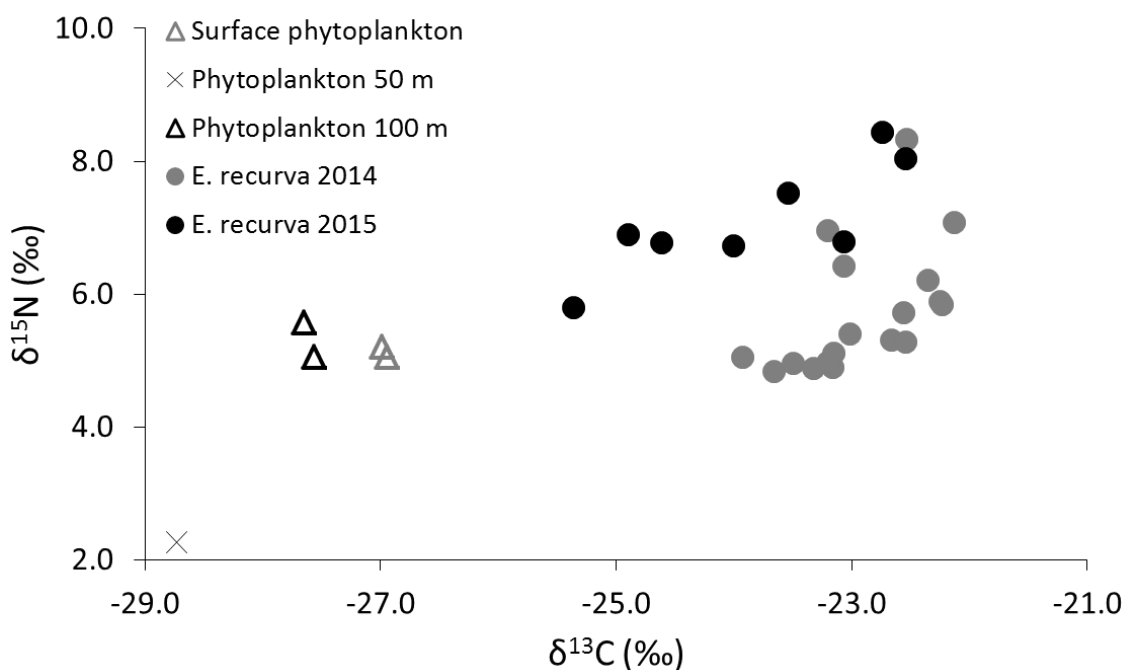 10.0
8.0
6.0
4.0
2.0
δ¹⁵N (‰)
Surface phytoplankton
Phytoplankton 50 m
Phytoplankton 100 m
E. recurva 2014
E. recurva 2015
-29.0 -27.0 -25.0 -23.0 -21.0
δ¹³C (‰)